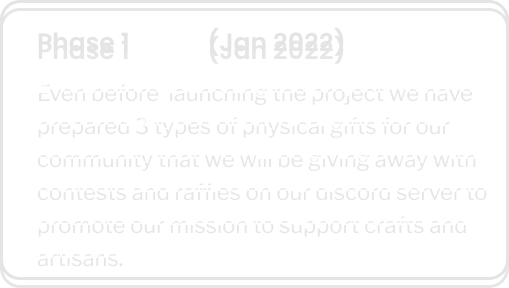 Phase 1 (Jan 2022)
Even before launching the project we have
prepared 3 types of physical gifts for our
community that we will be giving away with
contests and raffles on our discord server to
promote our mission to support crafts and
artisans.